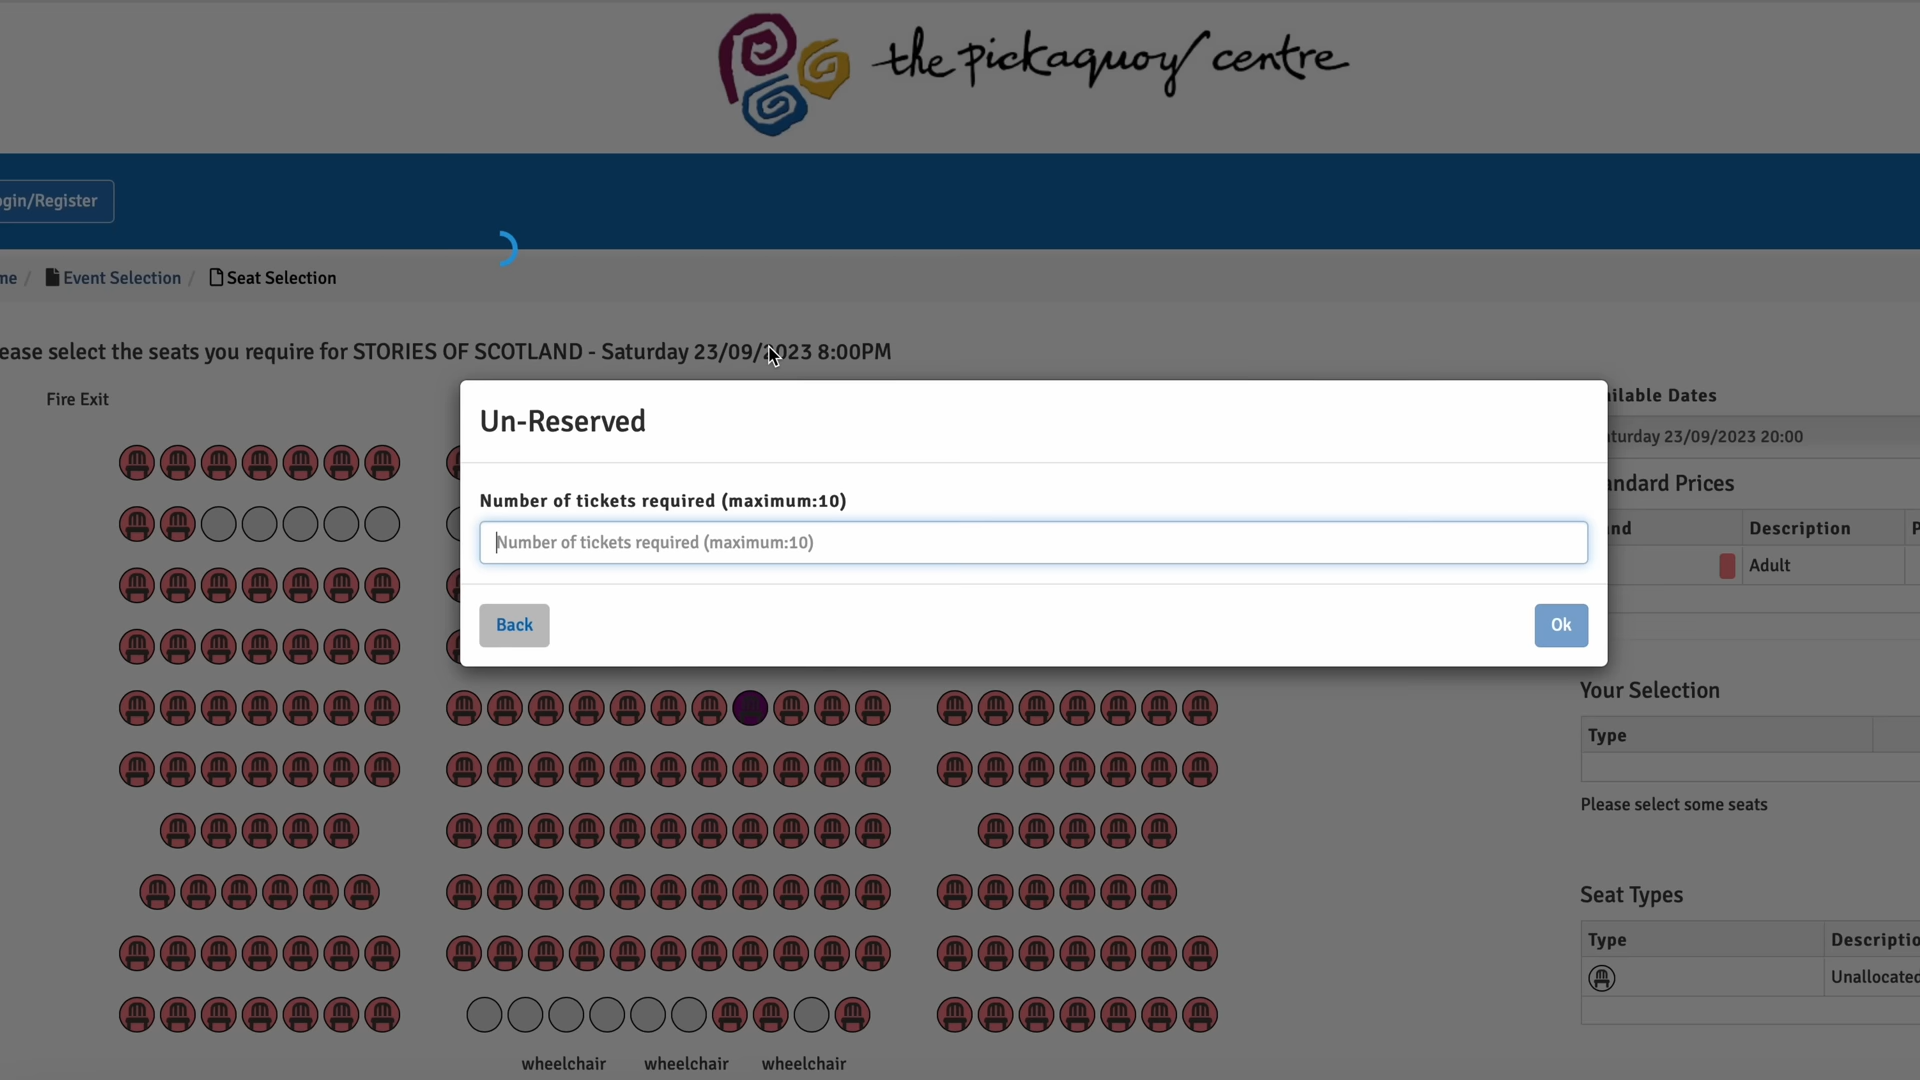 the pickaquoy centre
ogin/Register
me / Event Selection / Seat Selection
ease select the seats you require for STORIES OF SCOTLAND - Saturday 23/09/2023 8:00PM
Fire Exit
ilable Dates
Un-Reserved
turday 23/09/2023 20:00
ndard Prices
Number of tickets required (maximum:10)
nd
Description
P
Number of tickets required (maximum:10)
Adult
Back
Ok
Your Selection
Type
Please select some seats
Seat Types
Type
Descriptio
Unallocated
wheelchair
wheelchair
wheelchair